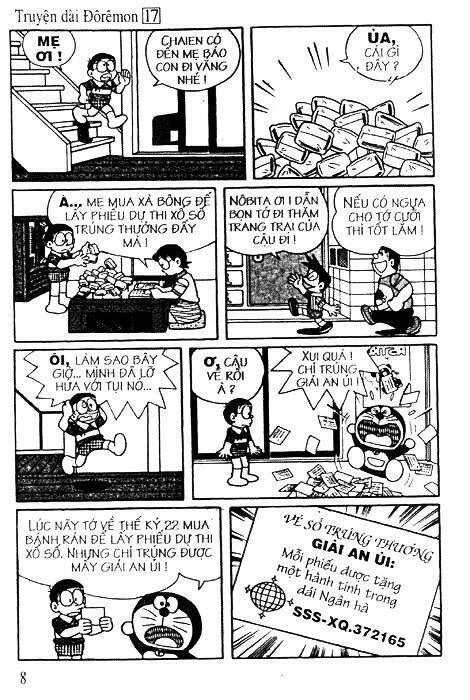 Truyện dài Đôrêmon 17
MẸ
ƠI !
CHAIEN CÓ
ĐẾN MẸ BẢO
CON ĐI VẮNG
NHÉ !
ỦA,
CÁI GÌ
ĐÂY ?
À... MẸ MUA XÀ BÔNG ĐỂ
LẤY PHIẾU DỰ THI XỔ SỐ
TRÚNG THƯỞNG ĐẤY
MÀ !
NÔBITA ƠI ! DẪN
BỌN TỚ ĐI THĂM
TRANG TRẠI CỦA
CẬU ĐI !
NẾU CÓ NGỰA
CHO TỚ CƯỠI
THÌ TỐT LẮM !
ÔI, LÀM SAO BÂY
GIỜ... MÌNH ĐÃ LỠ
HỨA VỚI TỤI NÓ...
Ơ, CẬU
VỀ RỒI
À ?
XUI QUÁ !
CHỈ TRÚNG
GIẢI AN ỦI !
LÚC NÃY TỚ VỀ THẾ KỶ 22 MUA
BÁNH RÁN ĐỂ LẤY PHIẾU DỰ THI
XỔ SỐ. NHƯNG CHỈ TRÚNG ĐƯỢC
MẤY GIẢI AN ỦI !
VÉ SỐ TRÚNG THƯỞNG
GIẢI AN ỦI:
Mỗi phiếu được tặng
một hành tinh trong
dải Ngân hà
SSS-XQ.372165
8